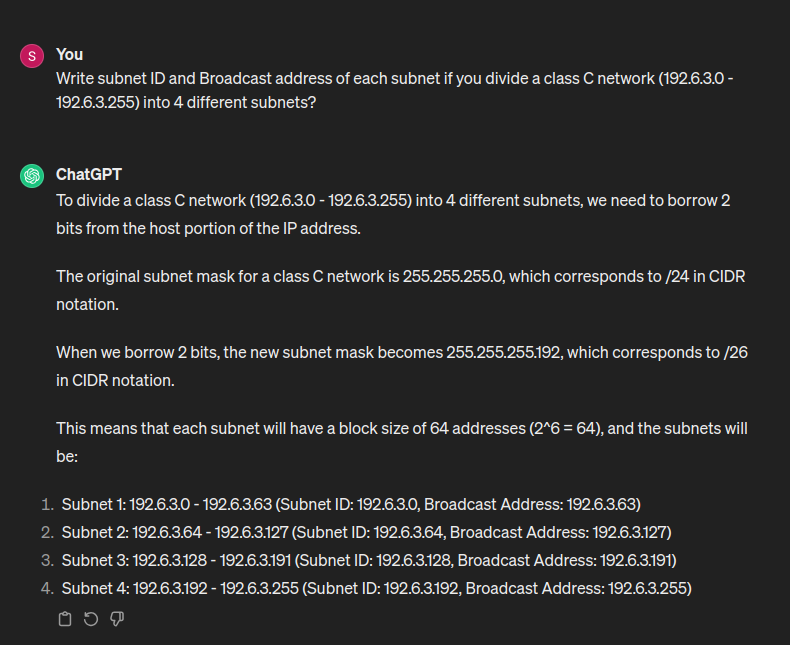 S You
Write subnet ID and Broadcast address of each subnet if you divide a class C network (192.6.3.0 -
192.6.3.255) into 4 different subnets?
ChatGPT
To divide a class C network (192.6.3.0 - 192.6.3.255) into 4 different subnets, we need to borrow 2
bits from the host portion of the IP address.
The original subnet mask for a class C network is 255.255.255.0, which corresponds to /24 in CIDR
notation.
When we borrow 2 bits, the new subnet mask becomes 255.255.255.192, which corresponds to /26
in CIDR notation.
This means that each subnet will have a block size of 64 addresses (2^6 = 64), and the subnets will
be:
1. Subnet 1: 192.6.3.0 - 192.6.3.63 (Subnet ID: 192.6.3.0, Broadcast Address: 192.6.3.63)
2. Subnet 2: 192.6.3.64 - 192.6.3.127 (Subnet ID: 192.6.3.64, Broadcast Address: 192.6.3.127)
3. Subnet 3: 192.6.3.128 - 192.6.3.191 (Subnet ID: 192.6.3.128, Broadcast Address: 192.6.3.191)
4. Subnet 4: 192.6.3.192 - 192.6.3.255 (Subnet ID: 192.6.3.192, Broadcast Address: 192.6.3.255)